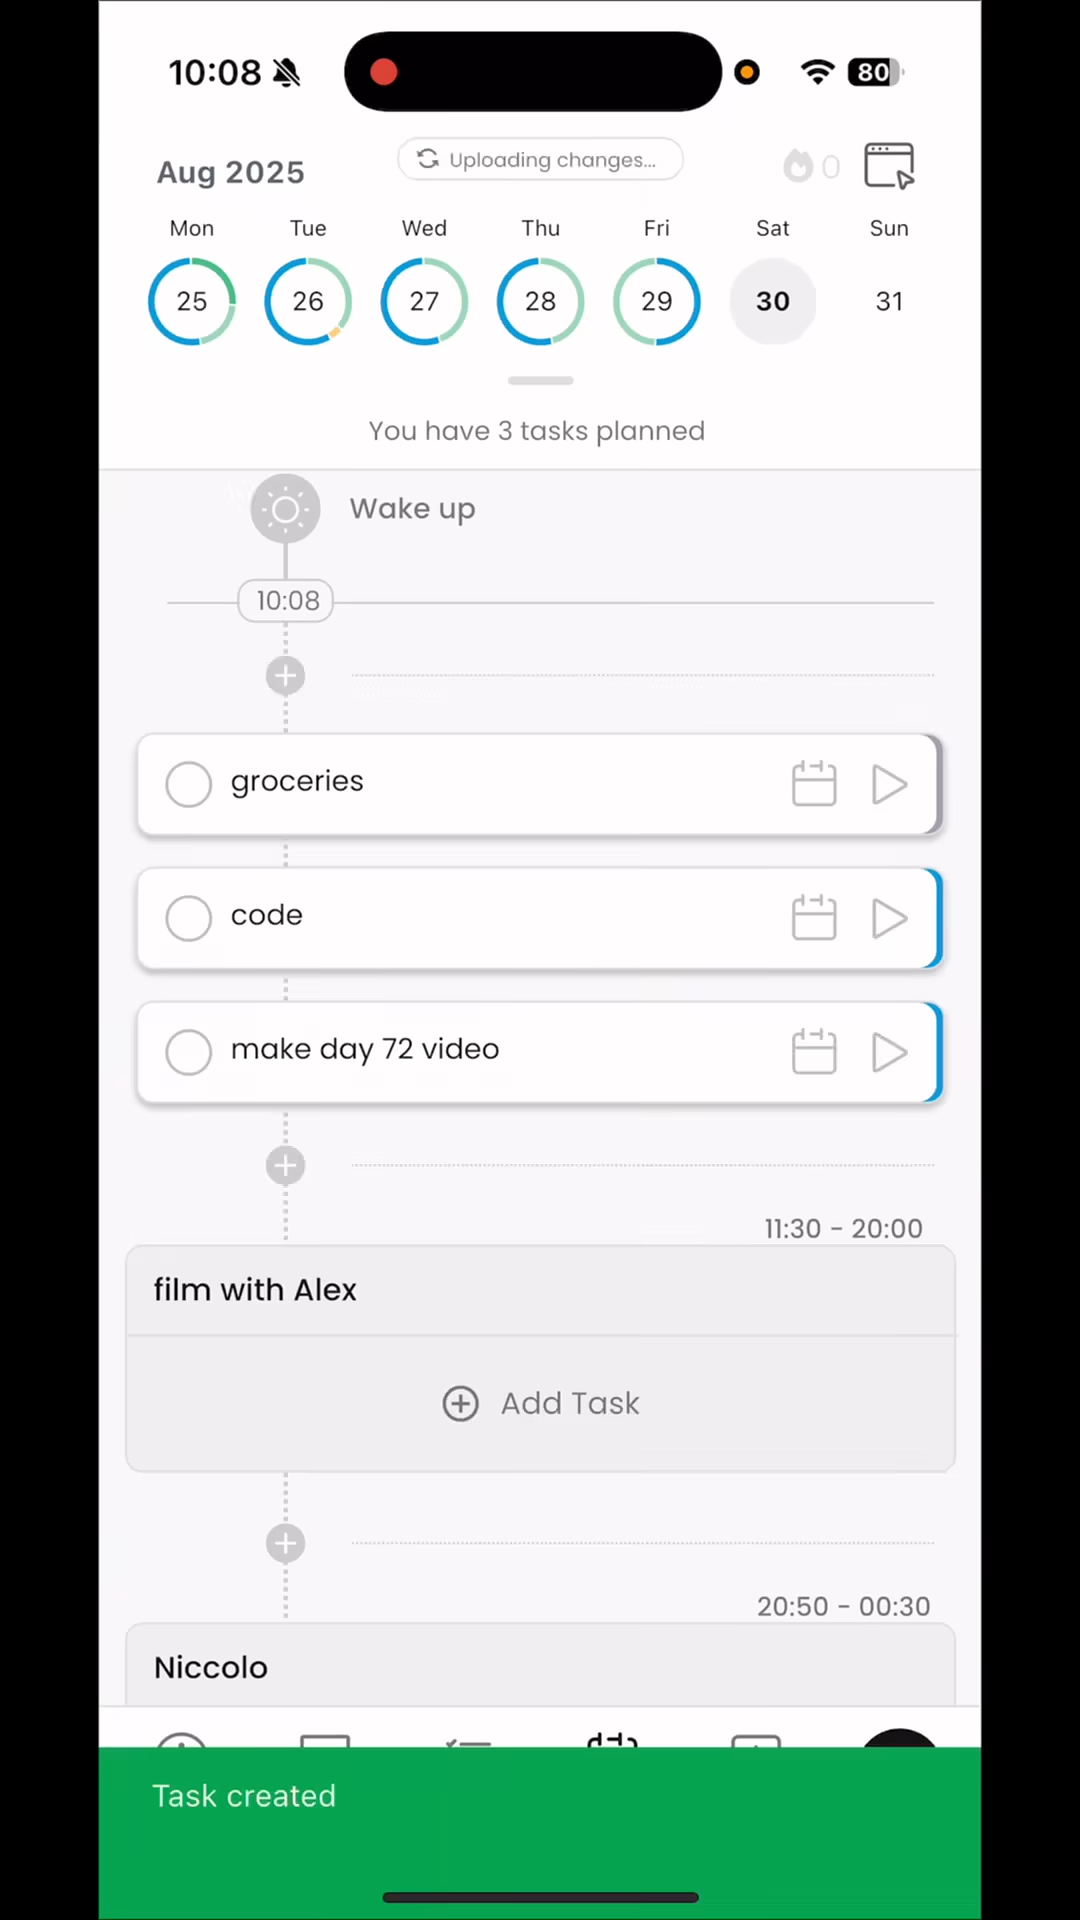 10:08
80
Aug 2025
Uploading changes...
0
Mon Tue Wed Thu Fri Sat Sun
25 26 27 28 29 30 31
You have 3 tasks planned
Wake up
10:08
groceries
code
make day 72 video
11:30 - 20:00
film with Alex
Add Task
20:50 - 00:30
Niccolo
Task created